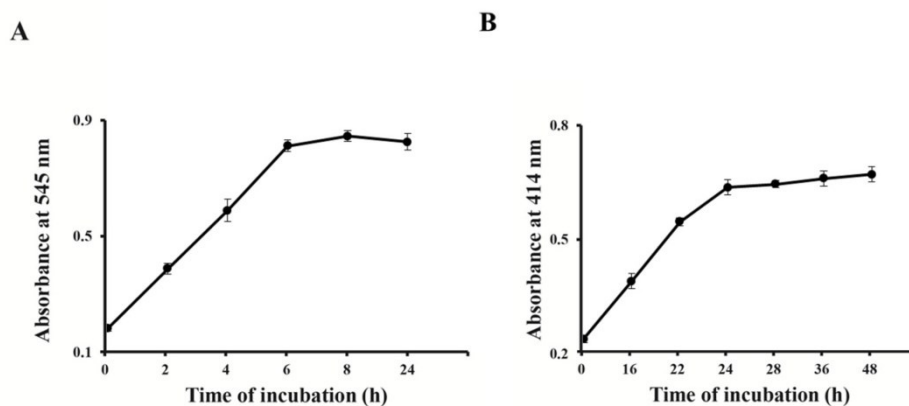 A
B
Absorbance at 545 nm
0.9
0.5
0.1
0 2 4 6 8 24
Time of incubation (h)
Absorbance at 414 nm
0.8
0.5
0.2
0 16 22 24 28 36 48
Time of incubation (h)